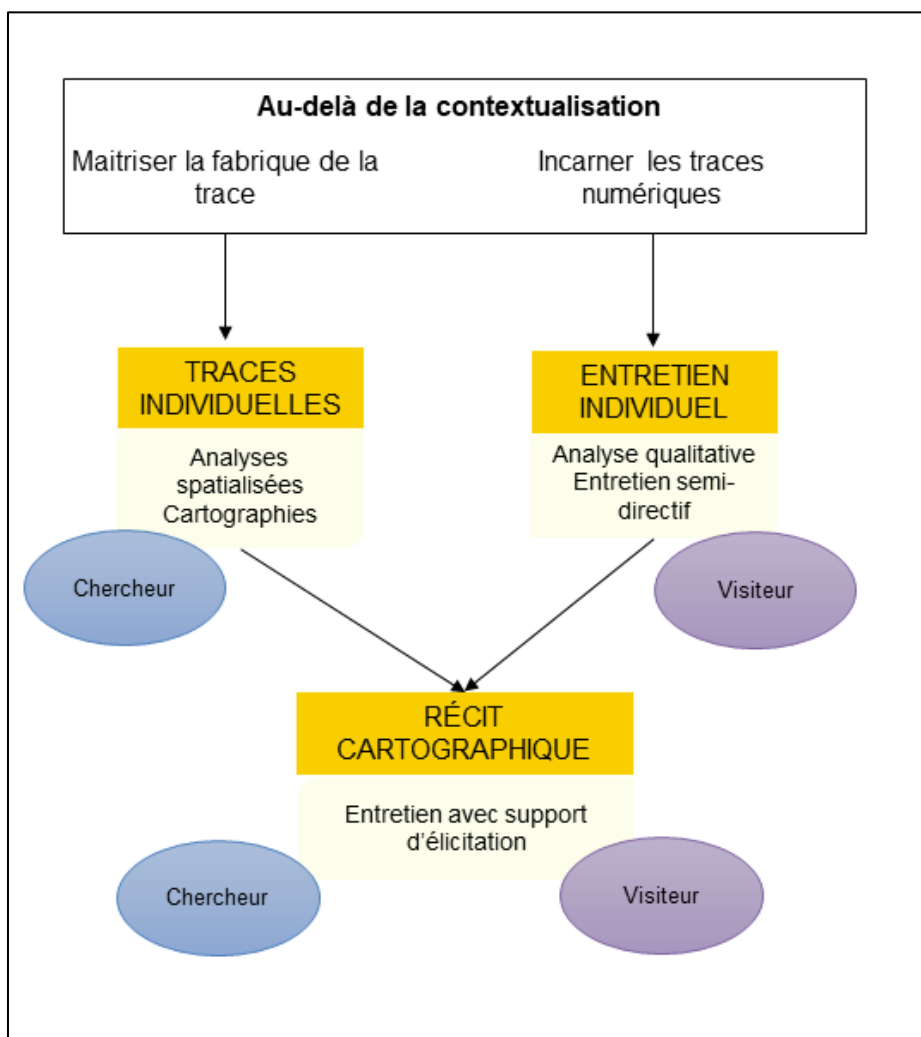 Au-delà de la contextualisation
Maitriser la fabrique de la
trace
Incarner les traces
numériques
TRACES
INDIVIDUELLES
Analyses
spatialisées
Cartographies
Chercheur
ENTRETIEN
INDIVIDUEL
Analyse qualitative
Entretien semi-
directif
Visiteur
RÉCIT
CARTOGRAPHIQUE
Entretien avec support
d'élicitation
Chercheur
Visiteur